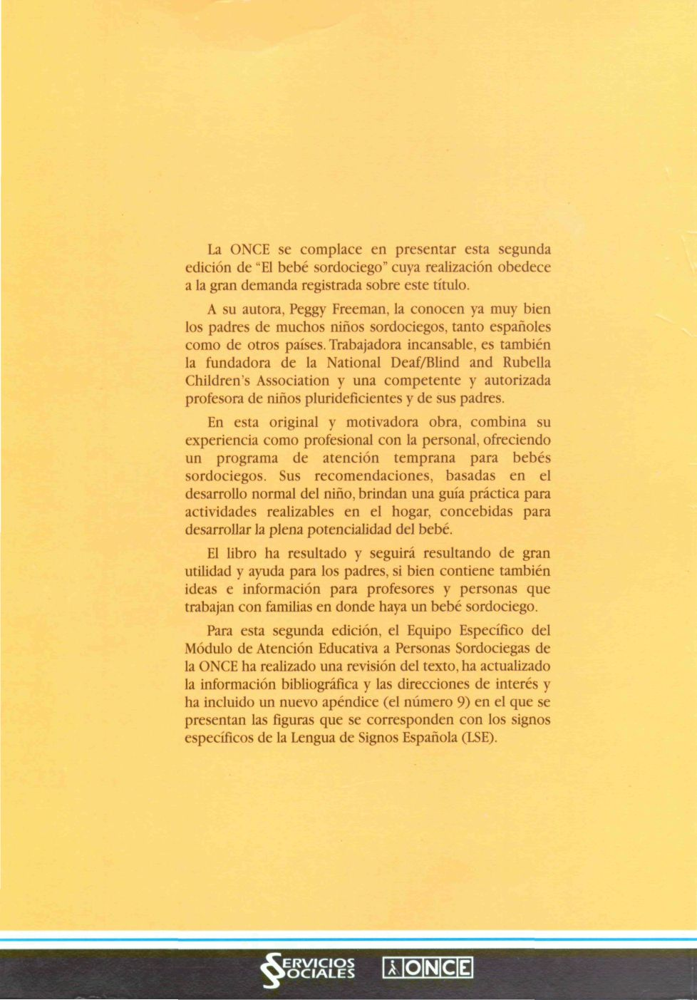 La ONCE se complace en presentar esta segunda
edición de “El bebé sordociego” cuya realización obedece
a la gran demanda registrada sobre este título.
A su autora, Peggy Freeman, la conocen ya muy bien
los padres de muchos niños sordociegos, tanto españoles
como de otros países. Trabajadora incansable, es también
la fundadora de la National Deaf/Blind and Rubella
Children's Association y una competente y autorizada
profesora de niños plurideficientes y de sus padres.
En esta original y motivadora obra, combina su
experiencia como profesional con la personal, ofreciendo
un programa de atención temprana para bebés
sordociegos. Sus recomendaciones, basadas en el
desarrollo normal del niño, brindan una guía práctica para
actividades realizables en el hogar, concebidas para
desarrollar la plena potencialidad del bebé.
El libro ha resultado y seguirá resultando de gran
utilidad y ayuda para los padres, si bien contiene también
ideas e información para profesores y personas que
trabajan con familias en donde haya un bebé sordociego.
Para esta segunda edición, el Equipo Específico del
Módulo de Atención Educativa a Personas Sordociegas de
la ONCE ha realizado una revisión del texto, ha actualizado
la información bibliográfica y las direcciones de interés y
ha incluido un nuevo apéndice (el número 9) en el que se
presentan las figuras que se corresponden con los signos
específicos de la Lengua de Signos Española (LSE).
SERVICIOS
SOCIALES
ONCE